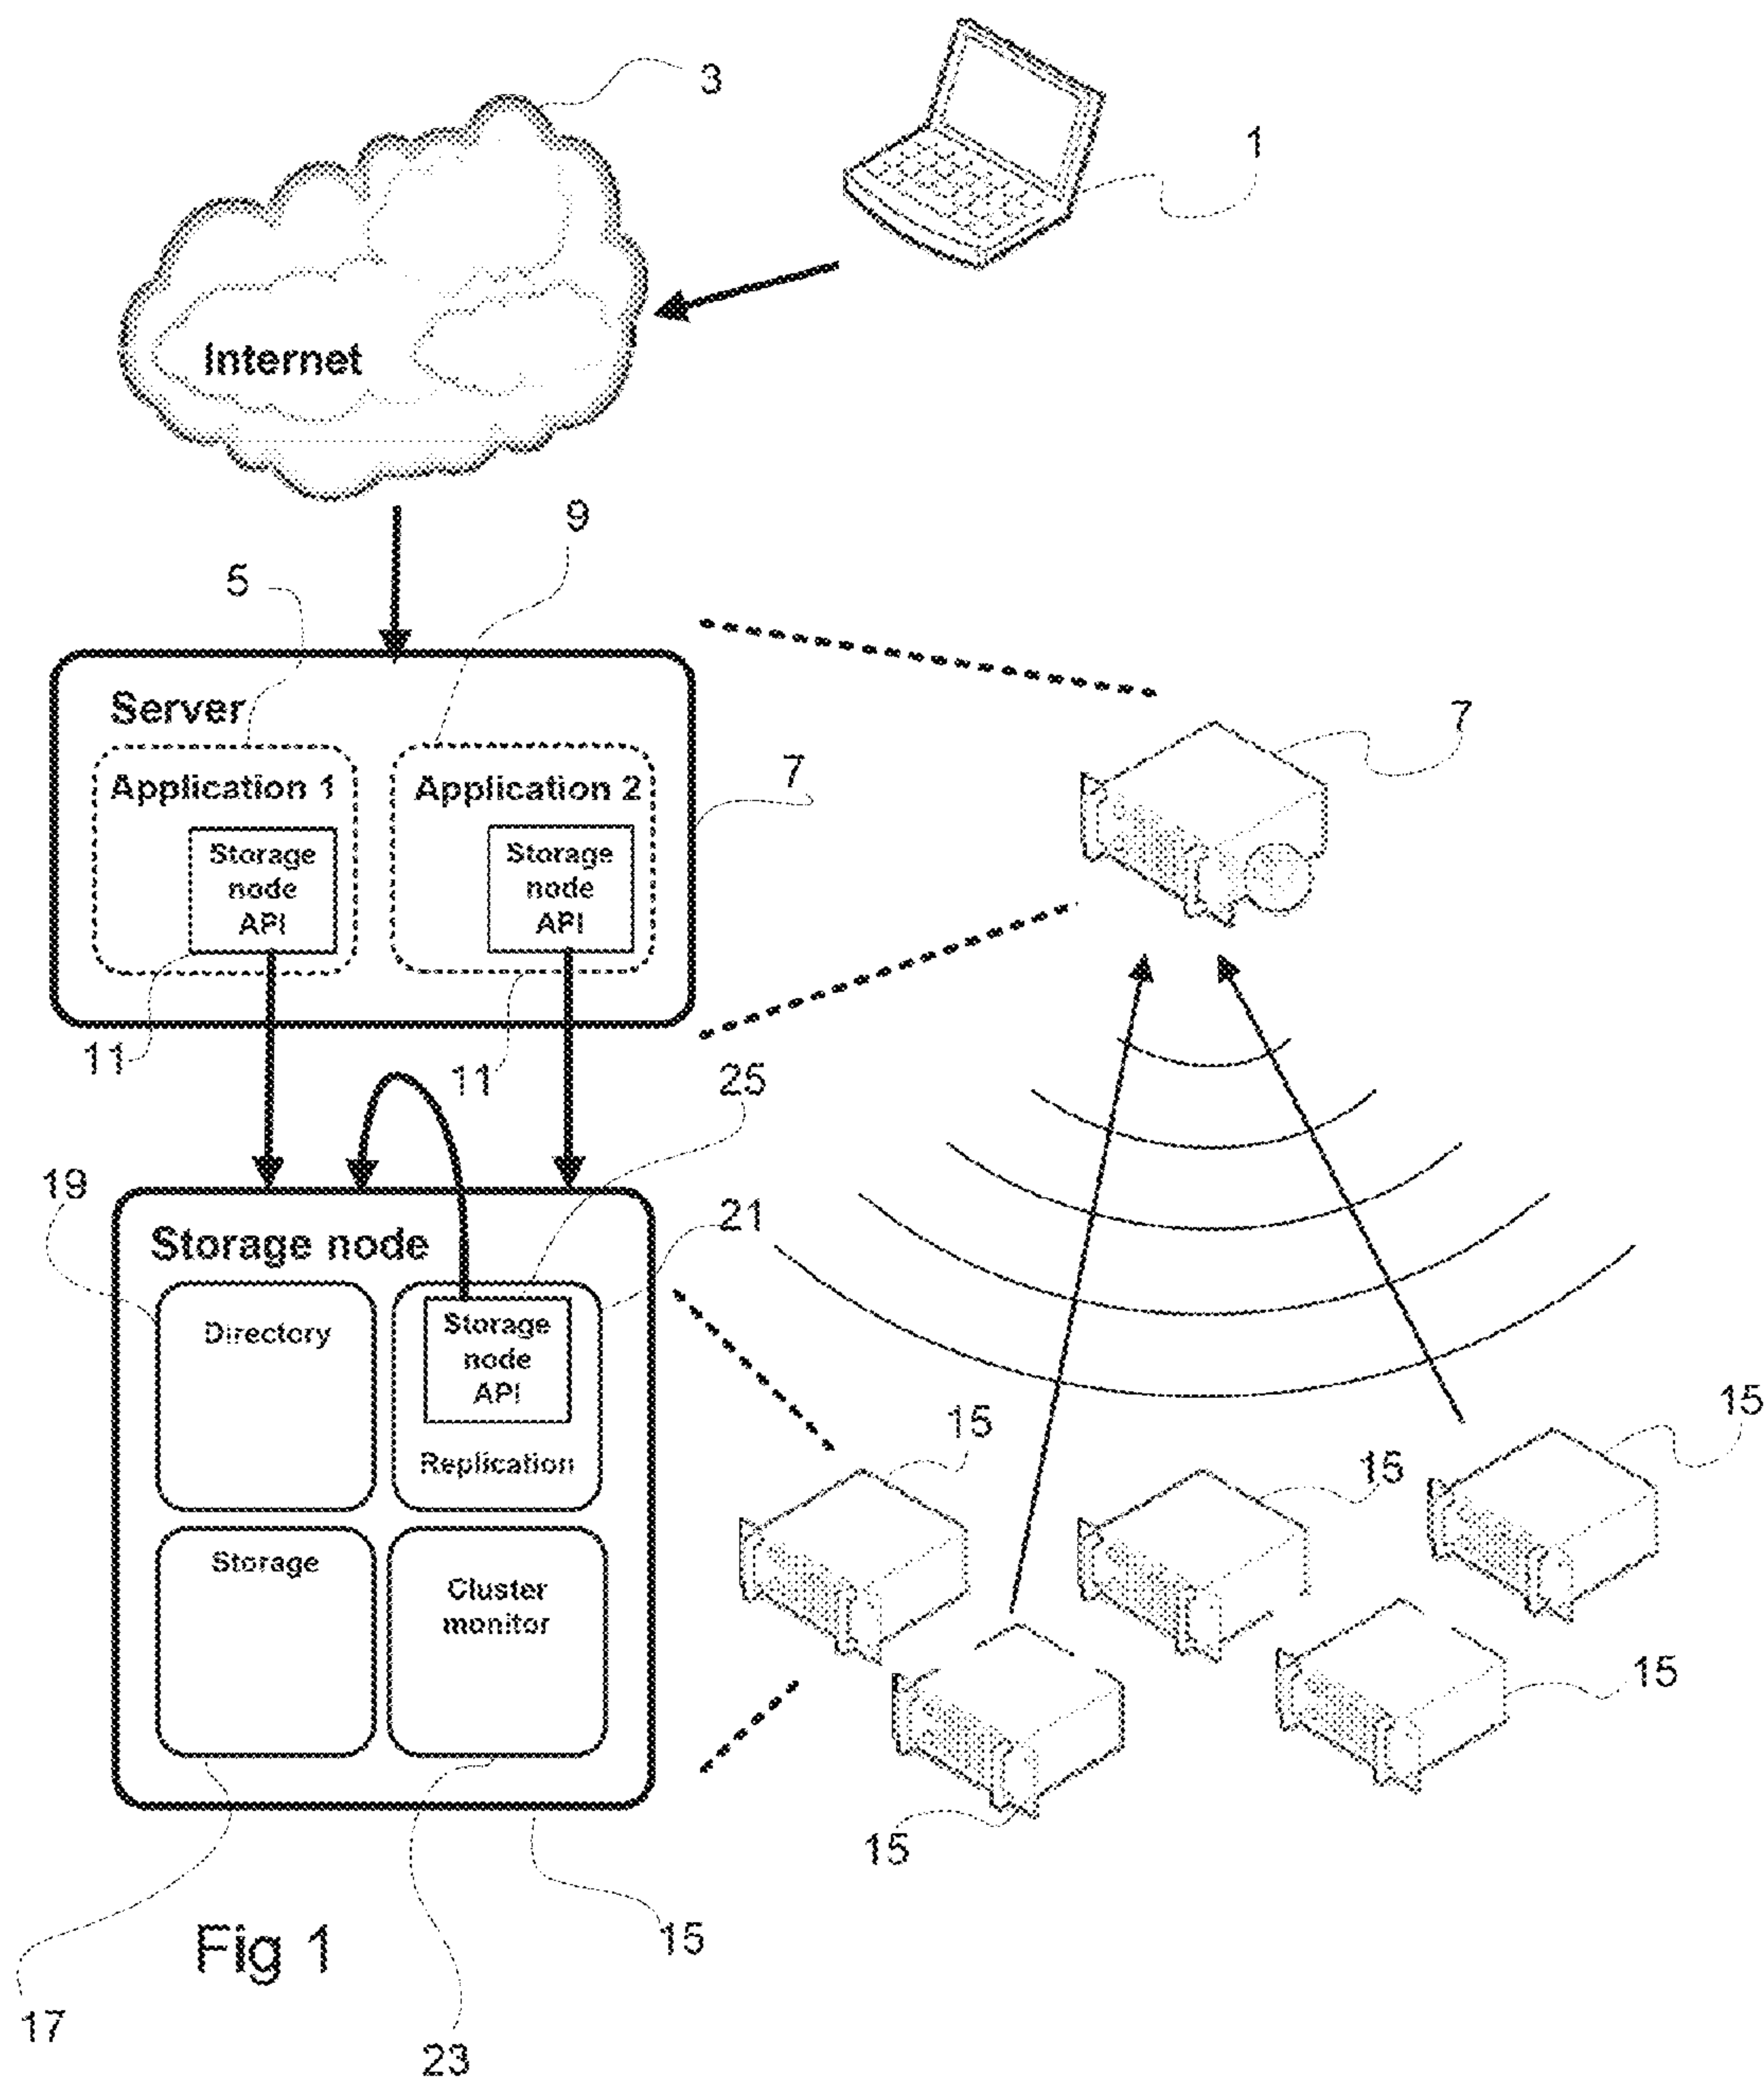 3
1
Internet
9
5
Server
7
7
Application 1
Application 2
Storage
node
API
Storage
node
API
11
11
25
19
21
Storage node
Directory
Storage
node
API
Replication
15
15
15
Storage
Cluster
monitor
15
15
15
Fig 1
17
23